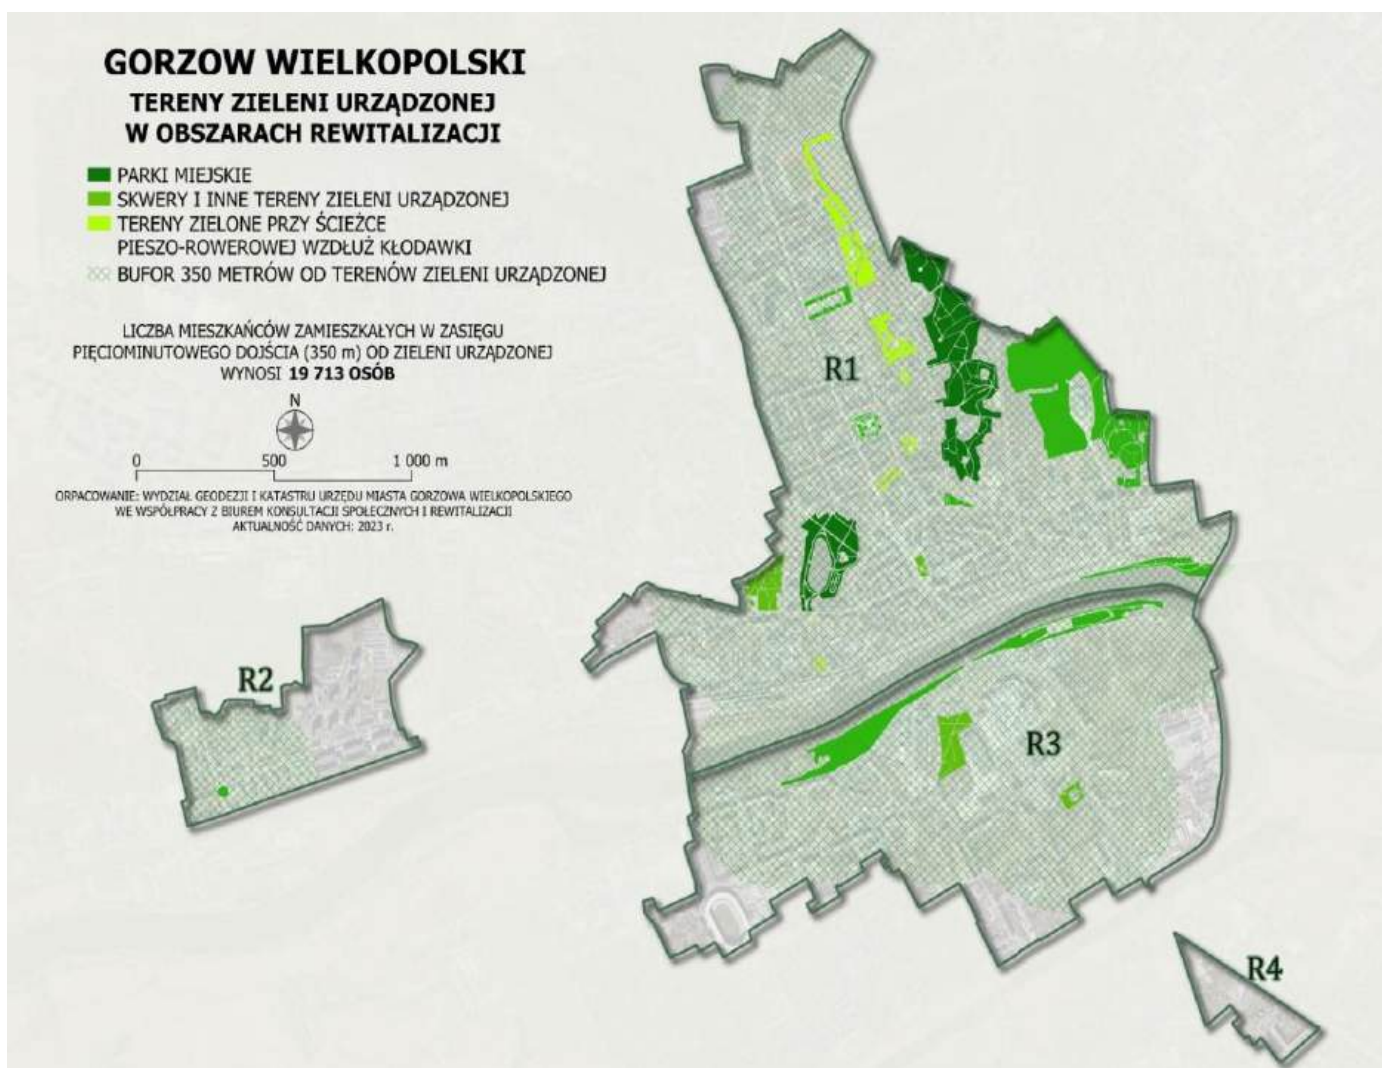 GORZOW WIELKOPOLSKI
TERENY ZIELENI URZĄDZONEJ
W OBSZARACH REWITALIZACJI
PARKI MIEJSKIE
SKWERY I INNE TERENY ZIELENI URZĄDZONEJ
TERENY ZIELONE PRZY ŚCIEŻCE
PIESZO-ROWEROWEJ WZDŁUŻ KŁODAWKI
BUFOR 350 METRÓW OD TERENÓW ZIELENI URZĄDZONEJ
LICZBA MIESZKAŃCÓW ZAMIESZKAŁYCH W ZASIĘGU
PIĘCIOMINUTOWEGO DOJŚCIA (350 m) OD ZIELENI URZĄDZONEJ
WYNOSI 19 713 OSÓB
N
0 500 1 000 m
ORPACOWANIE: WYDZIAŁ GEODEZJI I KATASTRU URZĘDU MIASTA GORZOWA WIELKOPOLSKIEGO
WE WSPÓŁPRACY Z BIUREM KONSULTACJI SPOŁECZNYCH I REWITALIZACJI
AKTUALNOŚĆ DANYCH: 2023 r.
R1
R2
R3
R4